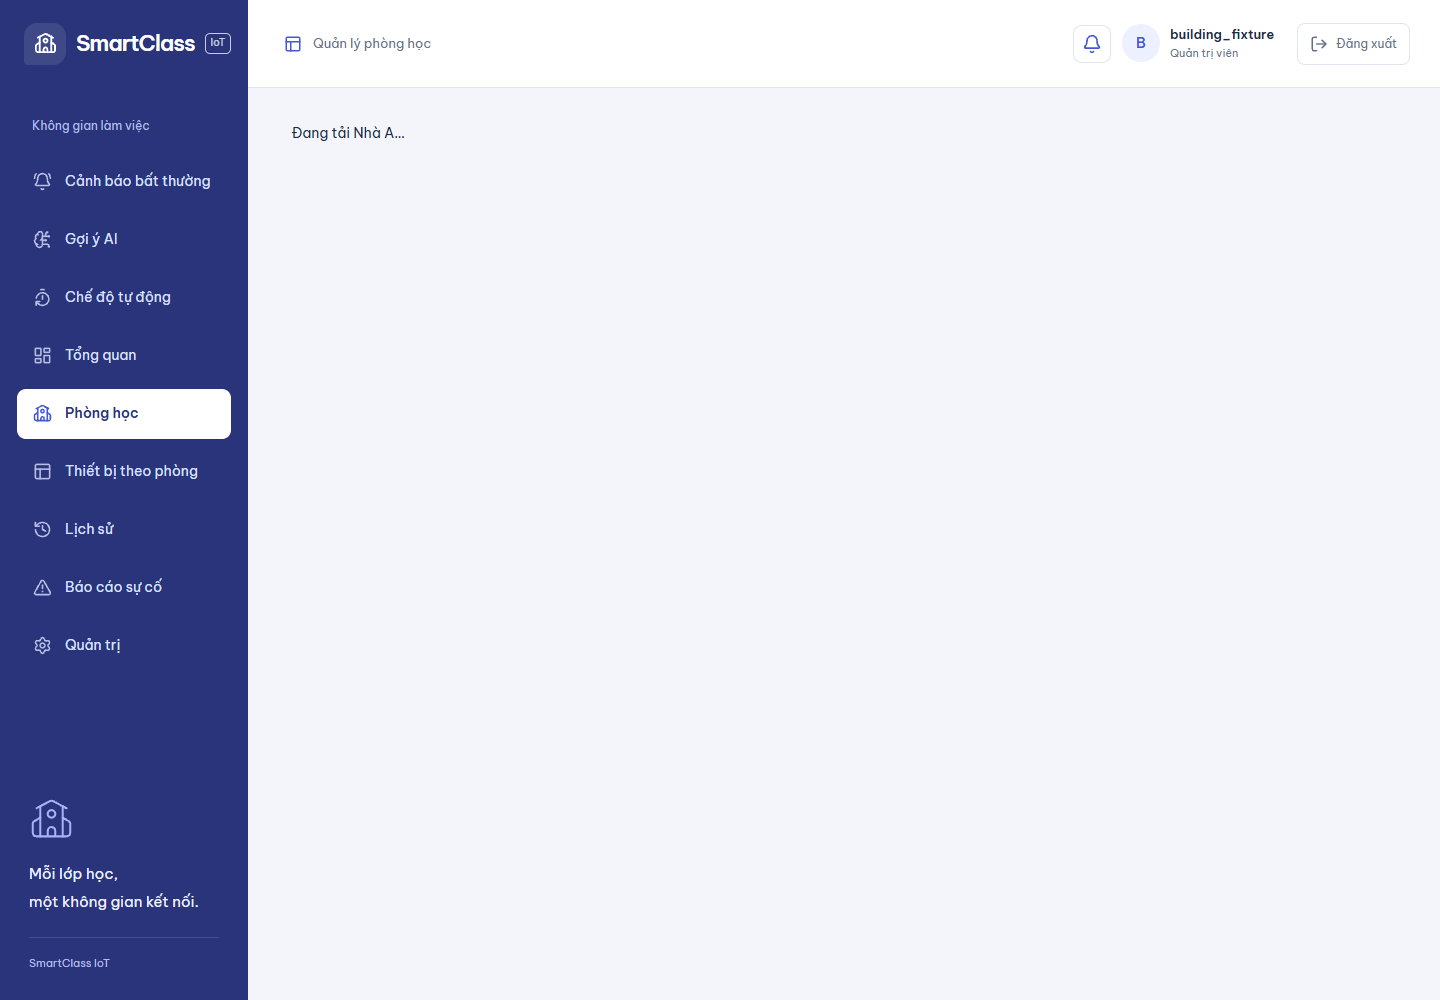 SmartClass IoT
Không gian làm việc
Cảnh báo bất thường
Gợi ý AI
Chế độ tự động
Tổng quan
Phòng học
Thiết bị theo phòng
Lịch sử
Báo cáo sự cố
Quản trị
Mỗi lớp học,
một không gian kết nối.
SmartClass IoT
Quản lý phòng học
B
building_fixture
Quản trị viên
Đăng xuất
Đang tải Nhà A...